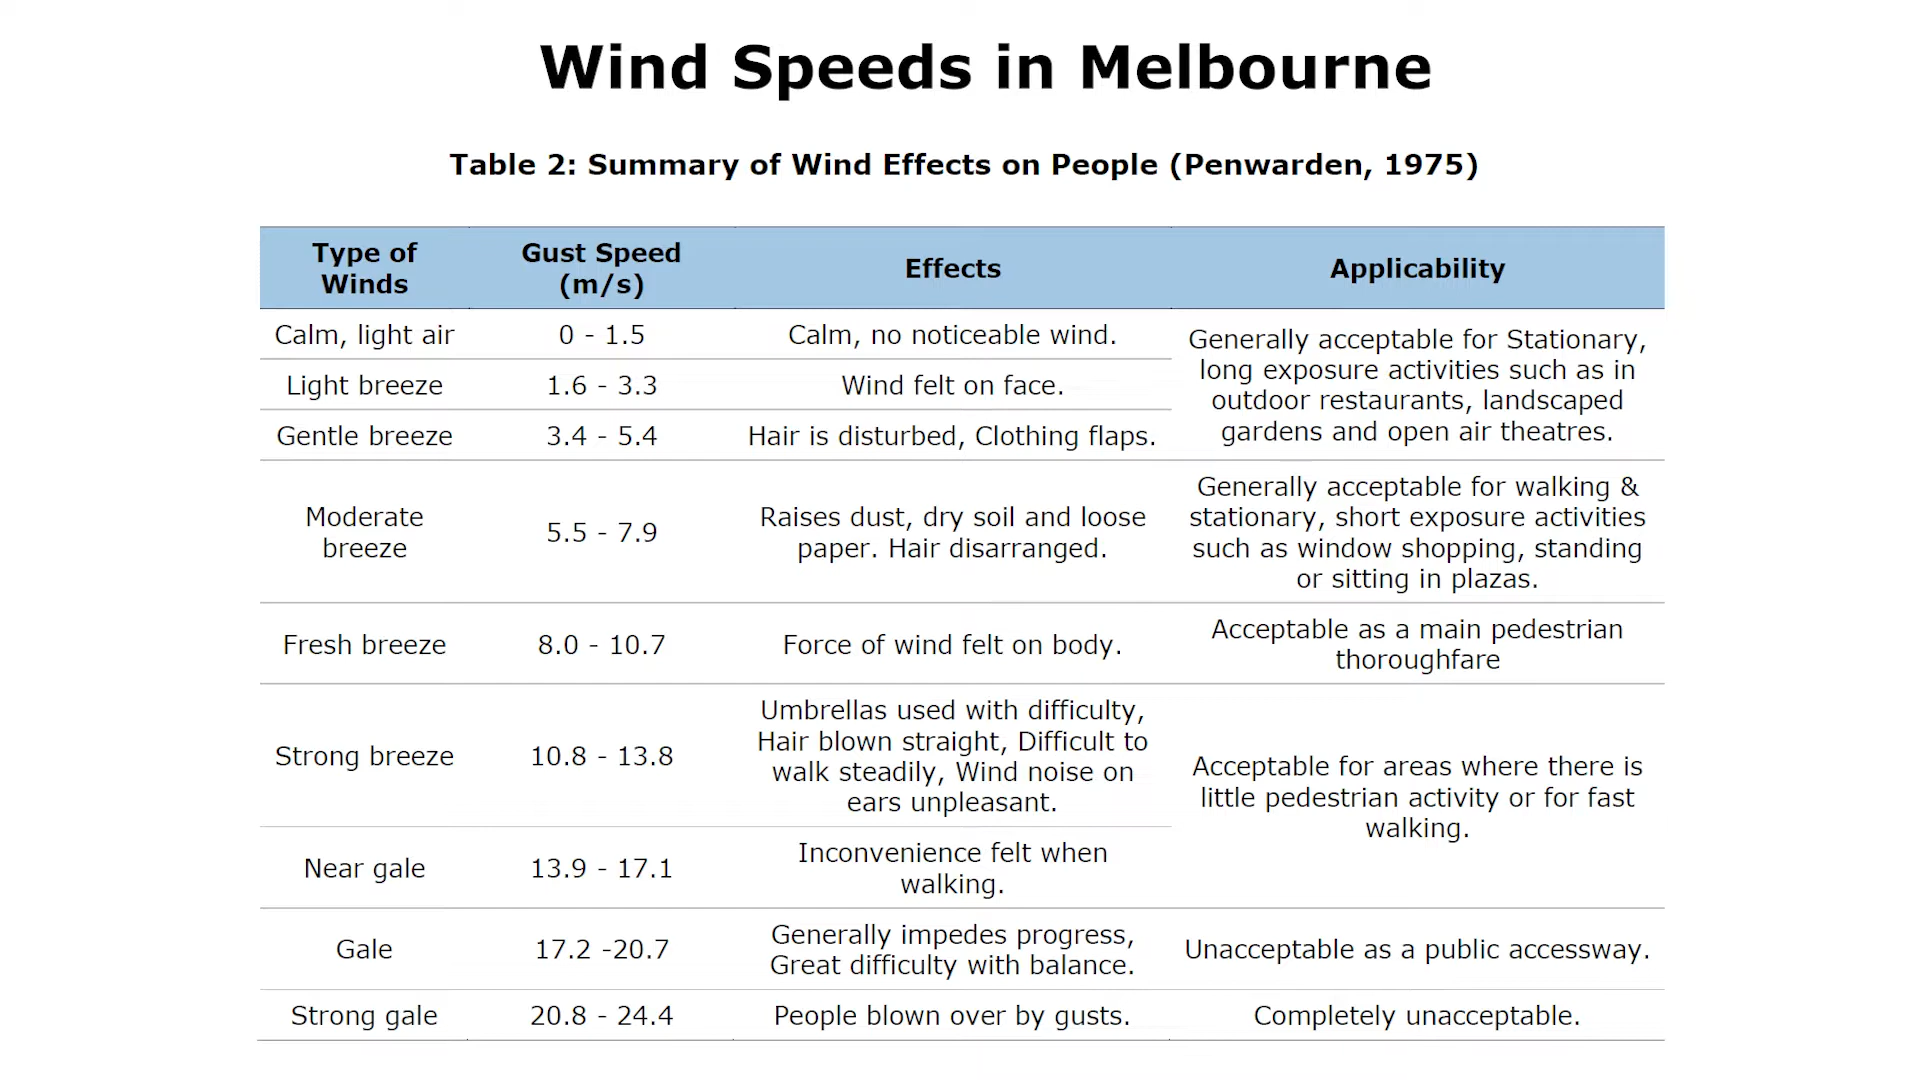 Wind Speeds in Melbourne
Table 2: Summary of Wind Effects on People (Penwarden, 1975)
Type of
Winds
Gust Speed
(m/s)
Effects
Applicability
Calm, light air
0 - 1.5
Calm, no noticeable wind.
Generally acceptable for Stationary,
long exposure activities such as in
outdoor restaurants, landscaped
gardens and open air theatres.
Light breeze
1.6 - 3.3
Wind felt on face.
Gentle breeze
3.4 - 5.4
Hair is disturbed, Clothing flaps.
Moderate
breeze
5.5 - 7.9
Raises dust, dry soil and loose
paper. Hair disarranged.
Generally acceptable for walking &
stationary, short exposure activities
such as window shopping, standing
or sitting in plazas.
Fresh breeze
8.0 - 10.7
Force of wind felt on body.
Acceptable as a main pedestrian
thoroughfare
Strong breeze
10.8 - 13.8
Umbrellas used with difficulty,
Hair blown straight, Difficult to
walk steadily, Wind noise on
ears unpleasant.
Acceptable for areas where there is
little pedestrian activity or for fast
walking.
Near gale
13.9 - 17.1
Inconvenience felt when
walking.
Gale
17.2 -20.7
Generally impedes progress,
Great difficulty with balance.
Unacceptable as a public accessway.
Strong gale
20.8 - 24.4
People blown over by gusts.
Completely unacceptable.